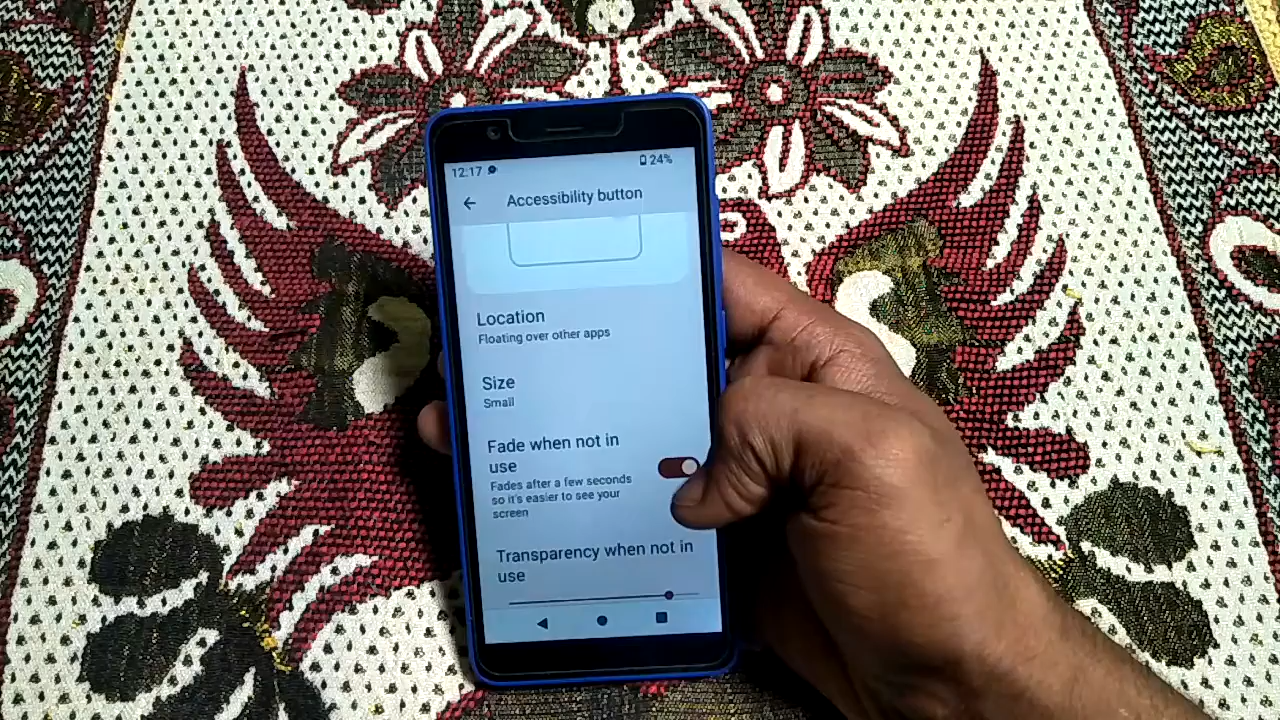 12:17 24%
Accessibility button
Location
Floating over other apps
Size
Small
Fade when not in
use
Fades after a few seconds
so it's easier to see your
screen
Transparency when not in
use